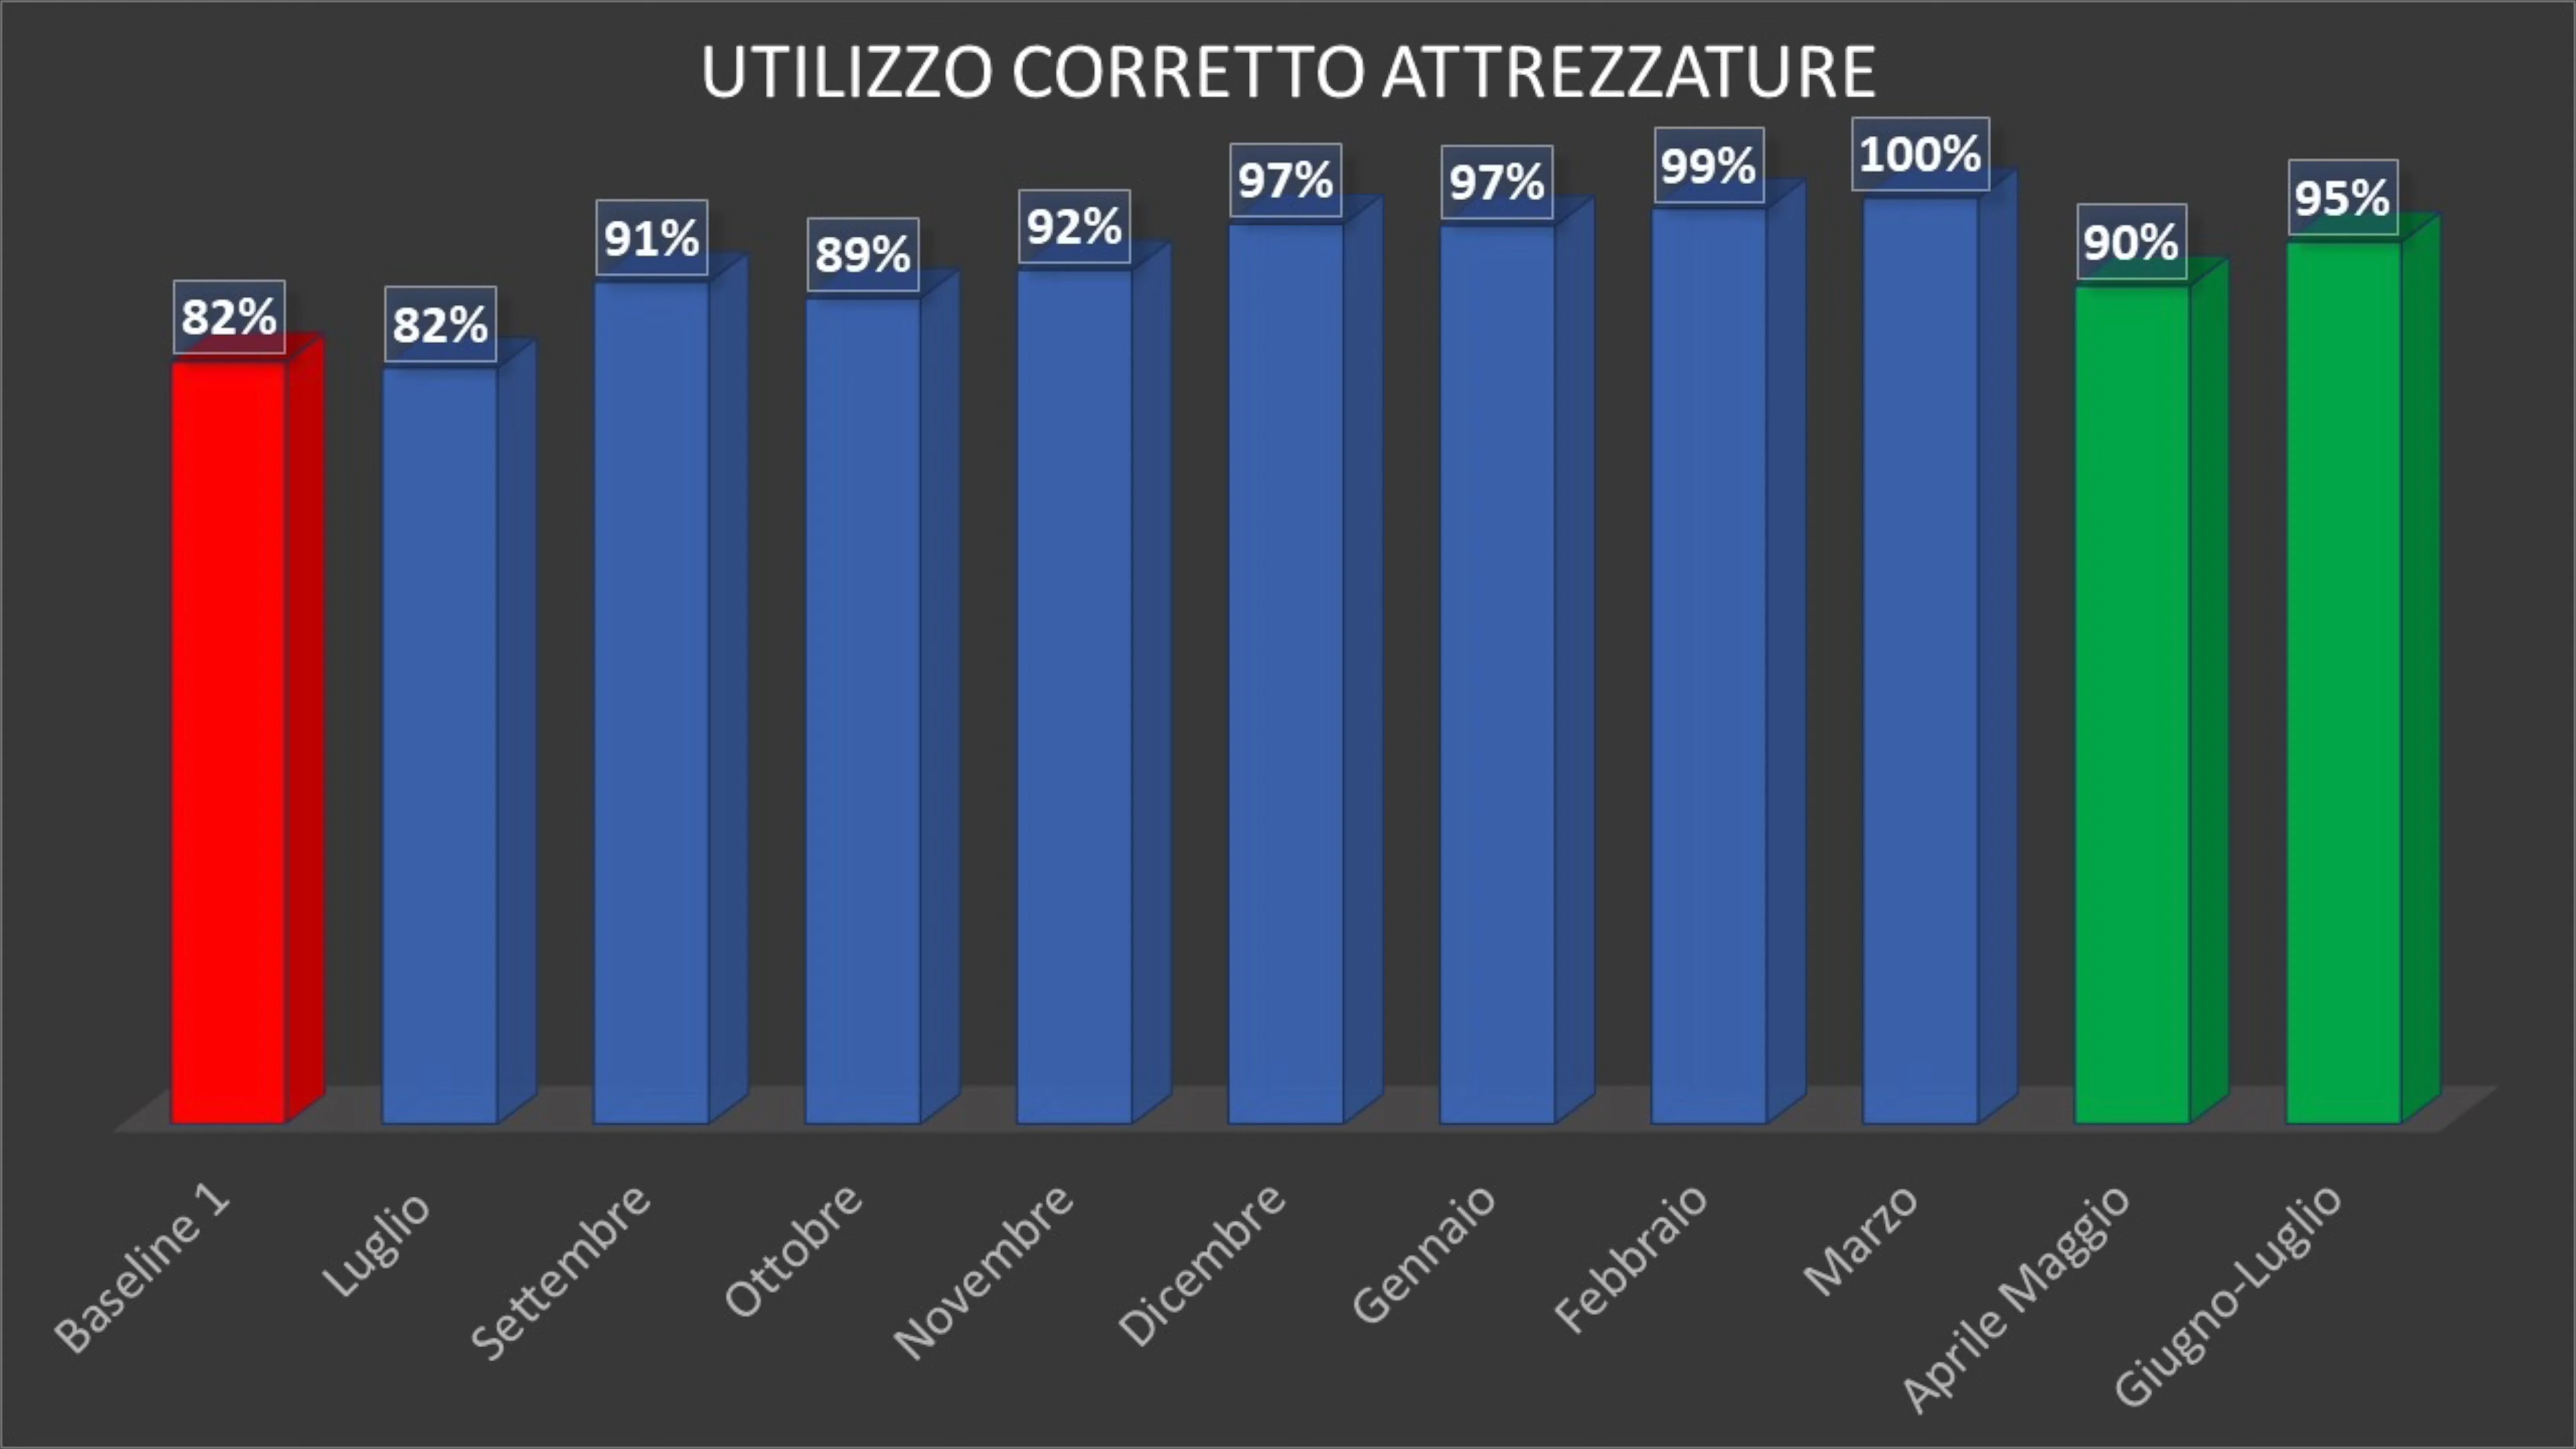 UTILIZZO CORRETTO ATTREZZATURE
82%
82%
91%
89%
92%
97%
97%
99%
100%
90%
95%
Baseline 1
Luglio
Settembre
Ottobre
Novembre
Dicembre
Gennaio
Febbraio
Marzo
Aprile Maggio
Giugno-Luglio